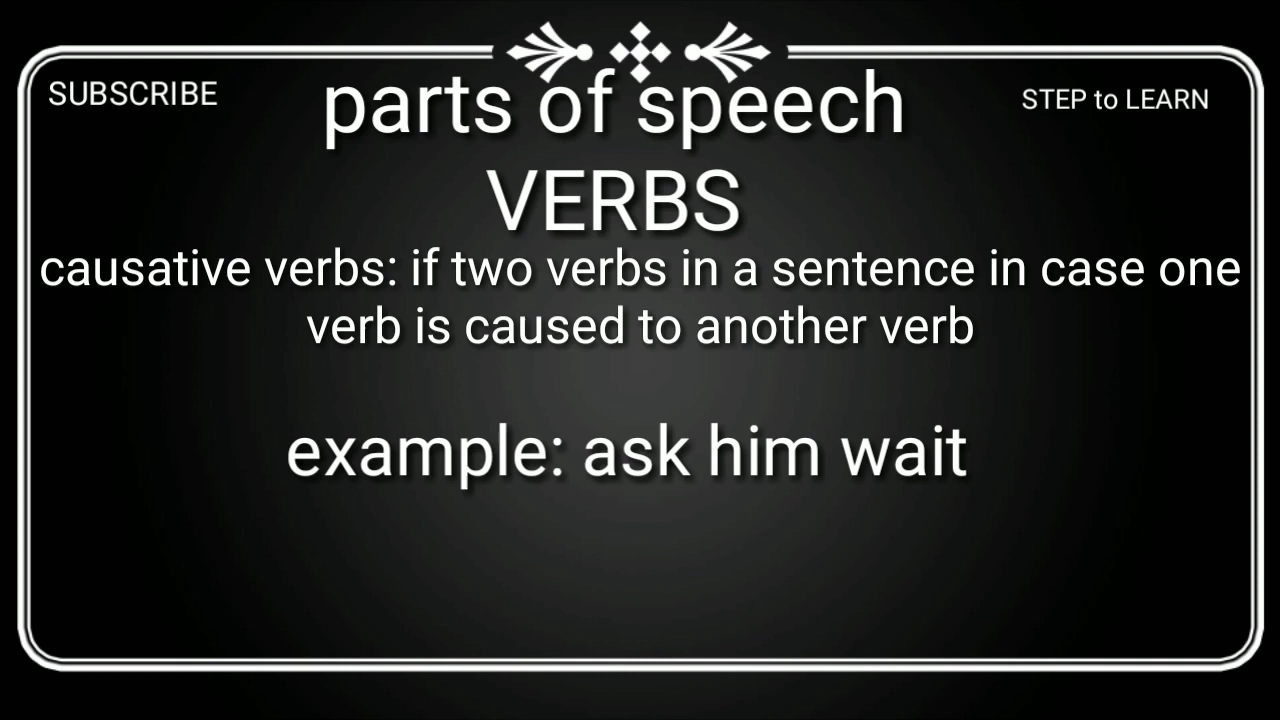 SUBSCRIBE
STEP to LEARN
parts of speech
VERBS
causative verbs: if two verbs in a sentence in case one
verb is caused to another verb
example: ask him wait